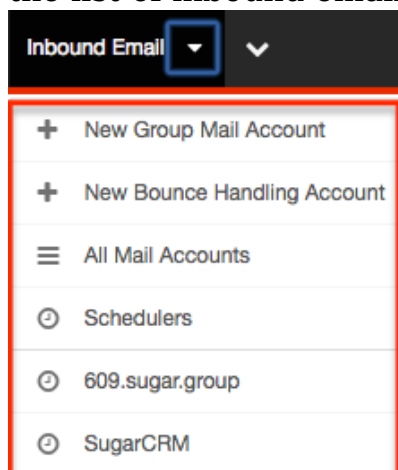 Inbound Email
New Group Mail Account
New Bounce Handling Account
All Mail Accounts
Schedulers
609.sugar.group
SugarCRM